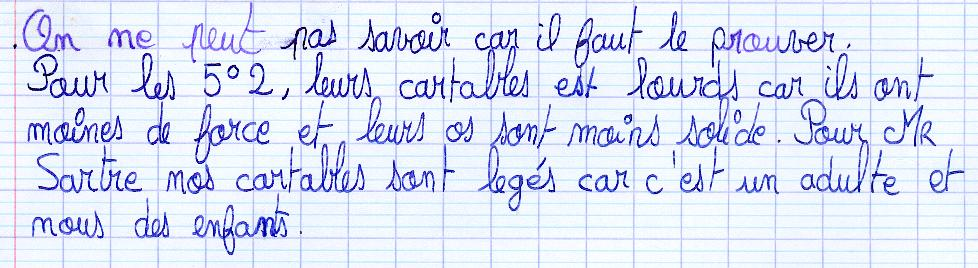 . On ne peut pas savoir car il faut le prouver.
Pour les 5°2, leurs cartables est lourds car ils ont
moines de force et leurs os sont moins solide. Pour Mr
Sartre nos cartables sont legés car c'est un adulte et
nous des enfants.